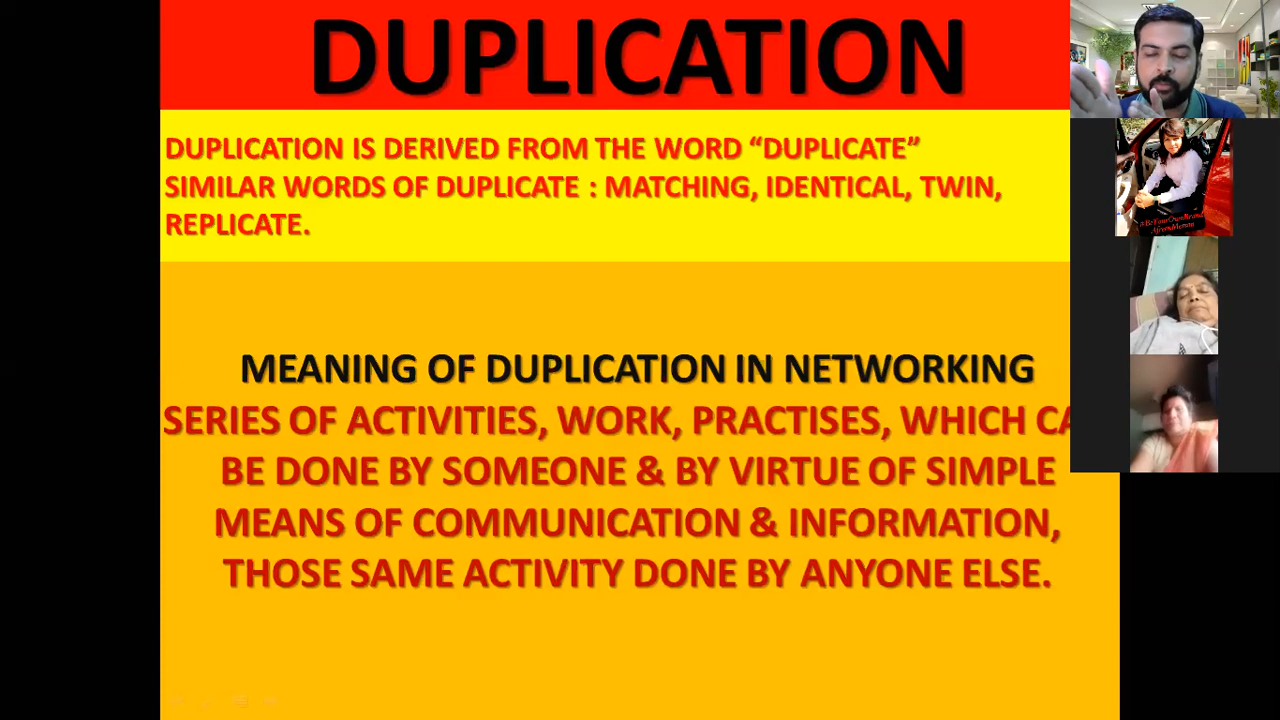 DUPLICATION
DUPLICATION IS DERIVED FROM THE WORD “DUPLICATE”
SIMILAR WORDS OF DUPLICATE : MATCHING, IDENTICAL, TWIN,
REPLICATE.
MEANING OF DUPLICATION IN NETWORKING
SERIES OF ACTIVITIES, WORK, PRACTISES, WHICH CA
BE DONE BY SOMEONE & BY VIRTUE OF SIMPLE
MEANS OF COMMUNICATION & INFORMATION,
THOSE SAME ACTIVITY DONE BY ANYONE ELSE.
#BeYourOwnBrand